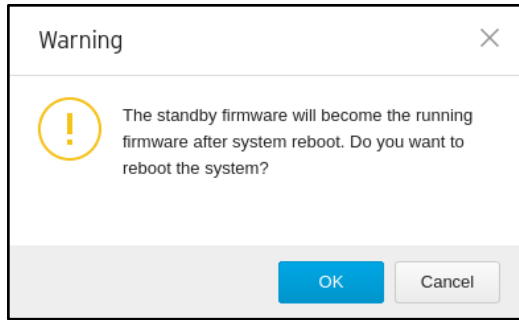 Warning
The standby firmware will become the running
firmware after system reboot. Do you want to
reboot the system?
OK
Cancel